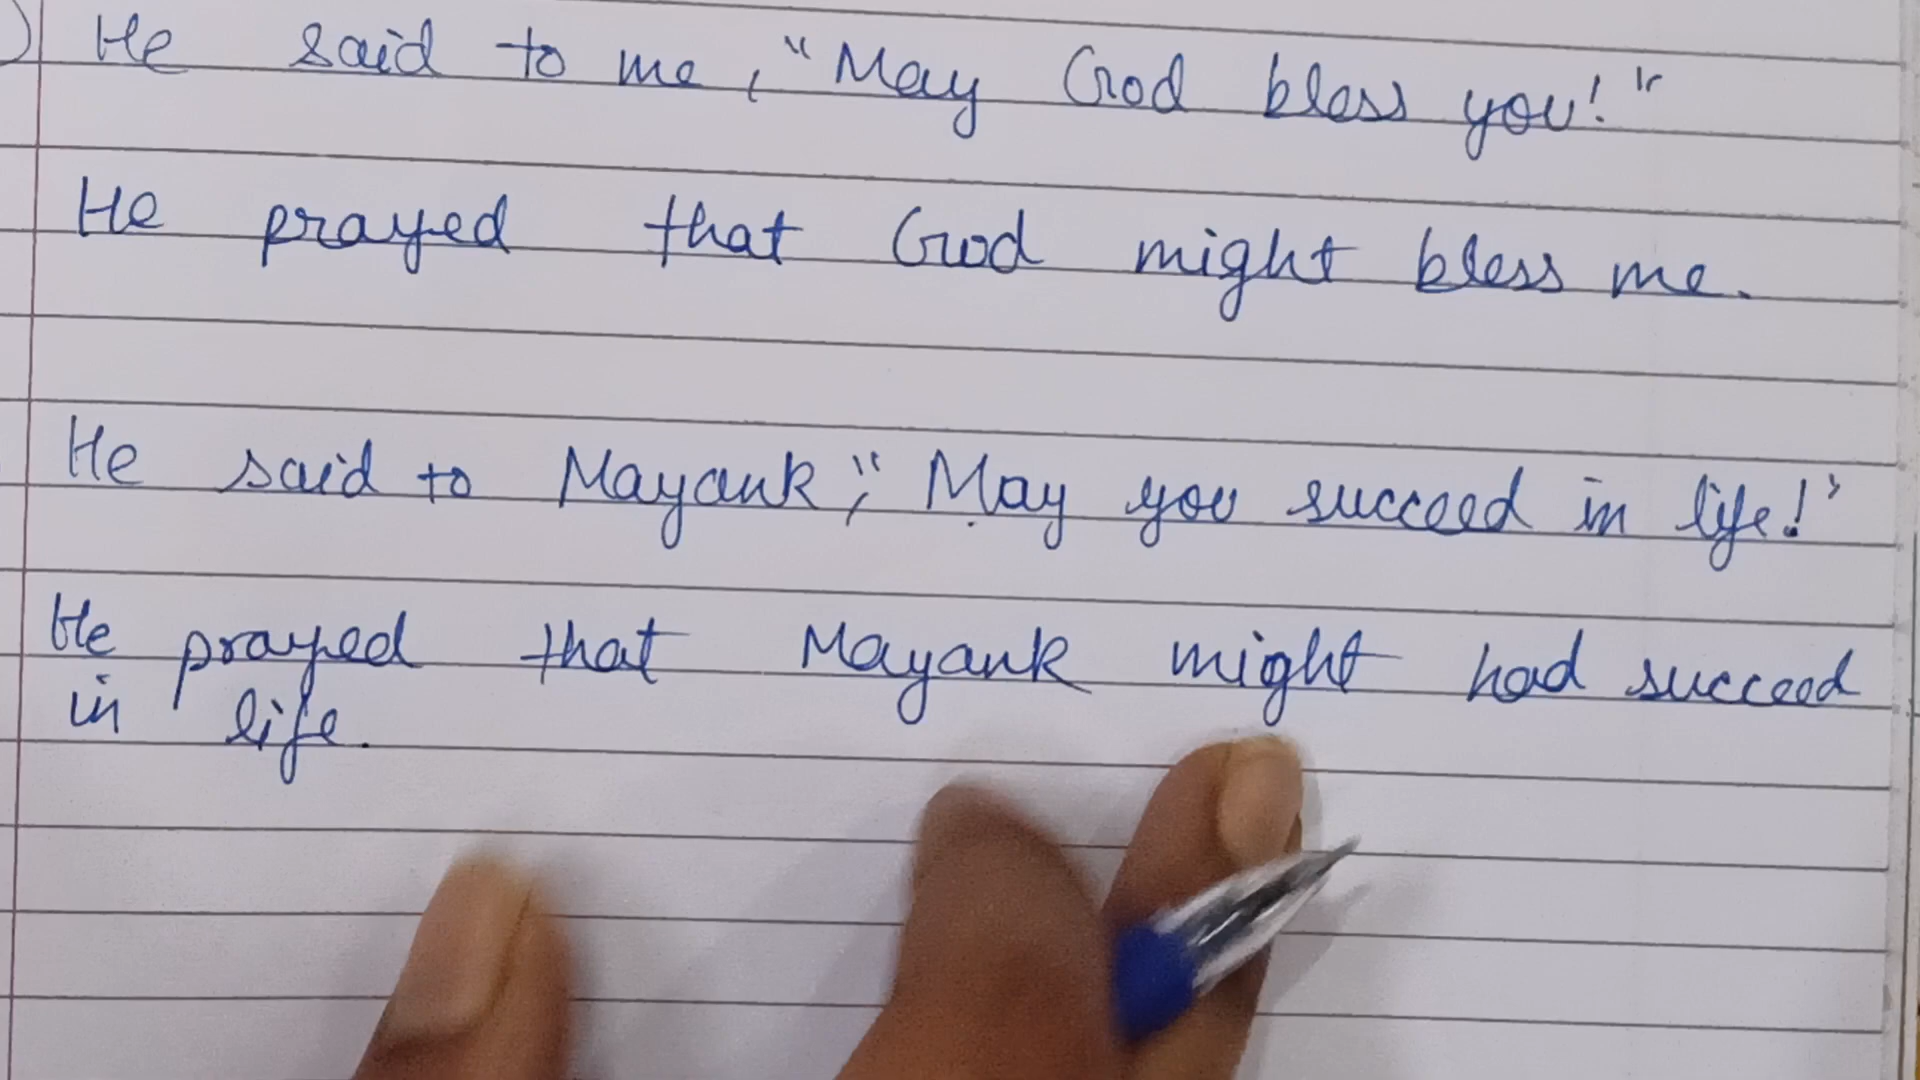 He said to me, "May God bless you!"
He prayed that God might bless me.
He said to Mayank, "May you succeed in life!"
He prayed that Mayank might had succeed
in life.